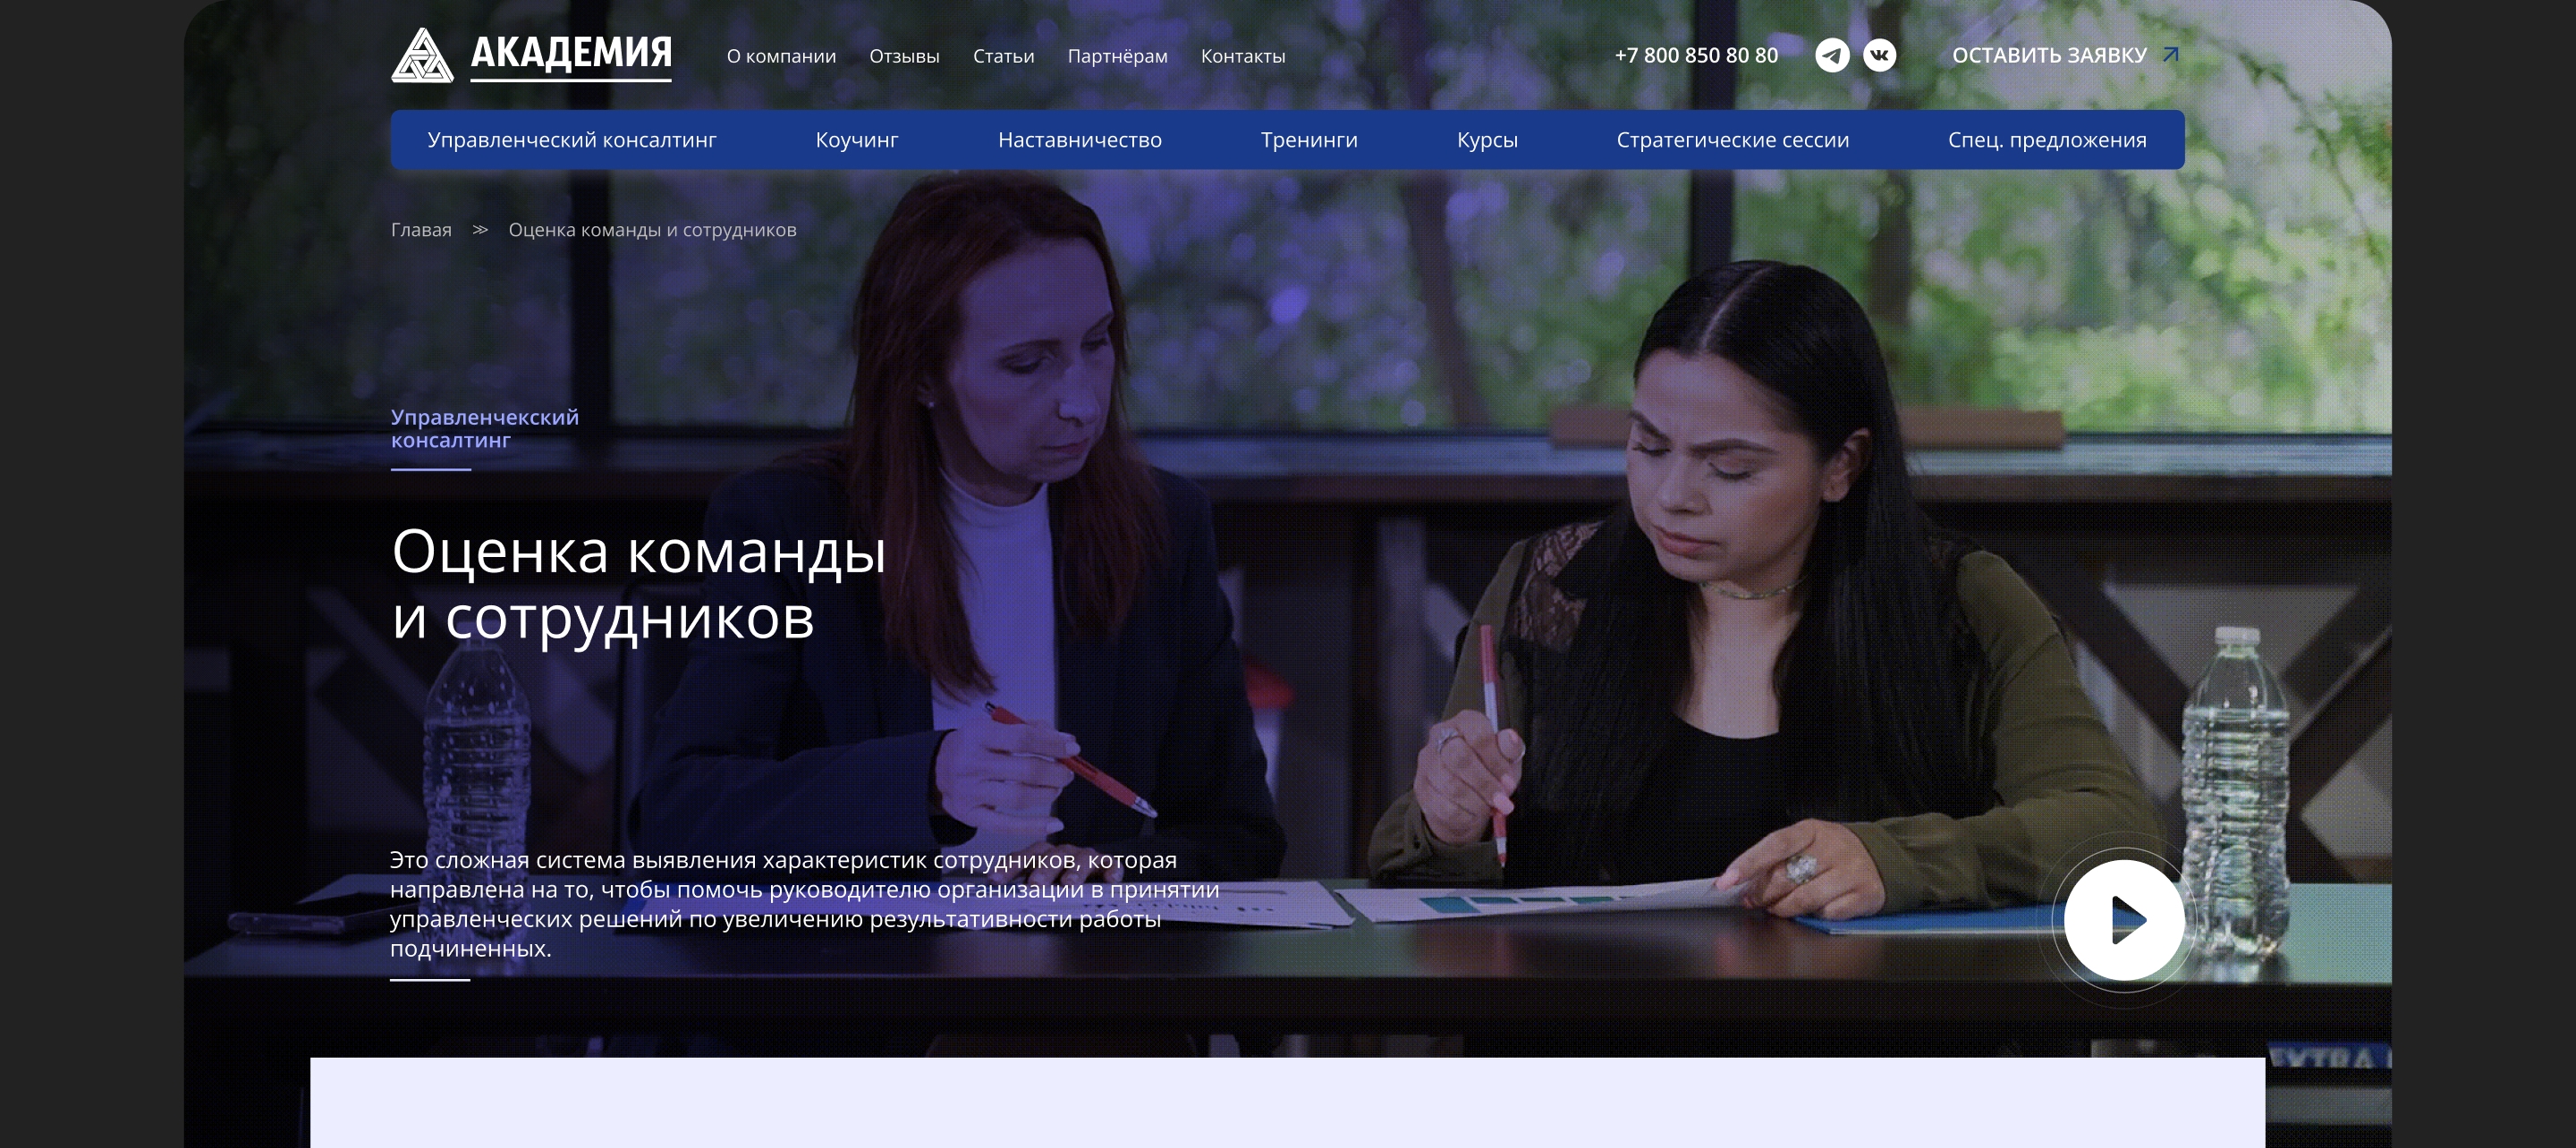 АКАДЕМИЯ
О компании Отзывы Статьи Партнёрам Контакты
+7 800 850 80 80
ОСТАВИТЬ ЗАЯВКУ
Управленческий консалтинг Коучинг Наставничество Тренинги Курсы Стратегические сессии Спец. предложения
Главая >> Оценка команды и сотрудников
Управленчекский
консалтинг
Оценка команды
и сотрудников
Это сложная система выявления характеристик сотрудников, которая
направлена на то, чтобы помочь руководителю организации в принятии
управленческих решений по увеличению результативности работы
подчиненных.
EXTRA